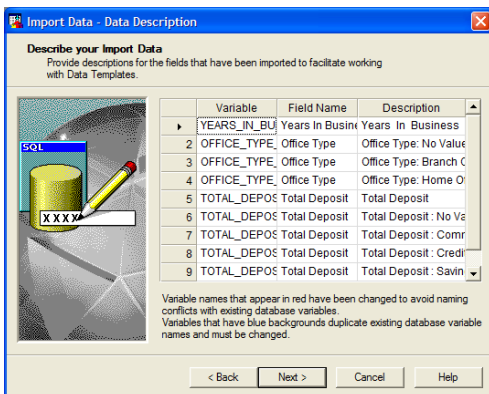 Import Data - Data Description
Describe your Import Data
Provide descriptions for the fields that have been imported to facilitate working
with Data Templates.
Variable Field Name Description
YEARS_IN_BU Years In Busine Years In Business
2 OFFICE_TYPE_ Office Type Office Type: No Value
3 OFFICE_TYPE_ Office Type Office Type: Branch O
4 OFFICE_TYPE_ Office Type Office Type: Home Of
5 TOTAL_DEPOS Total Deposit Total Deposit
6 TOTAL_DEPOS Total Deposit Total Deposit : No Va
7 TOTAL_DEPOS Total Deposit Total Deposit : Comr
8 TOTAL_DEPOS Total Deposit Total Deposit : Credi
9 TOTAL_DEPOS Total Deposit Total Deposit : Savin
SQL
XXXX
Variable names that appear in red have been changed to avoid naming
conflicts with existing database variables.
Variables that have blue backgrounds duplicate existing database variable
names and must be changed.
< Back Next > Cancel Help